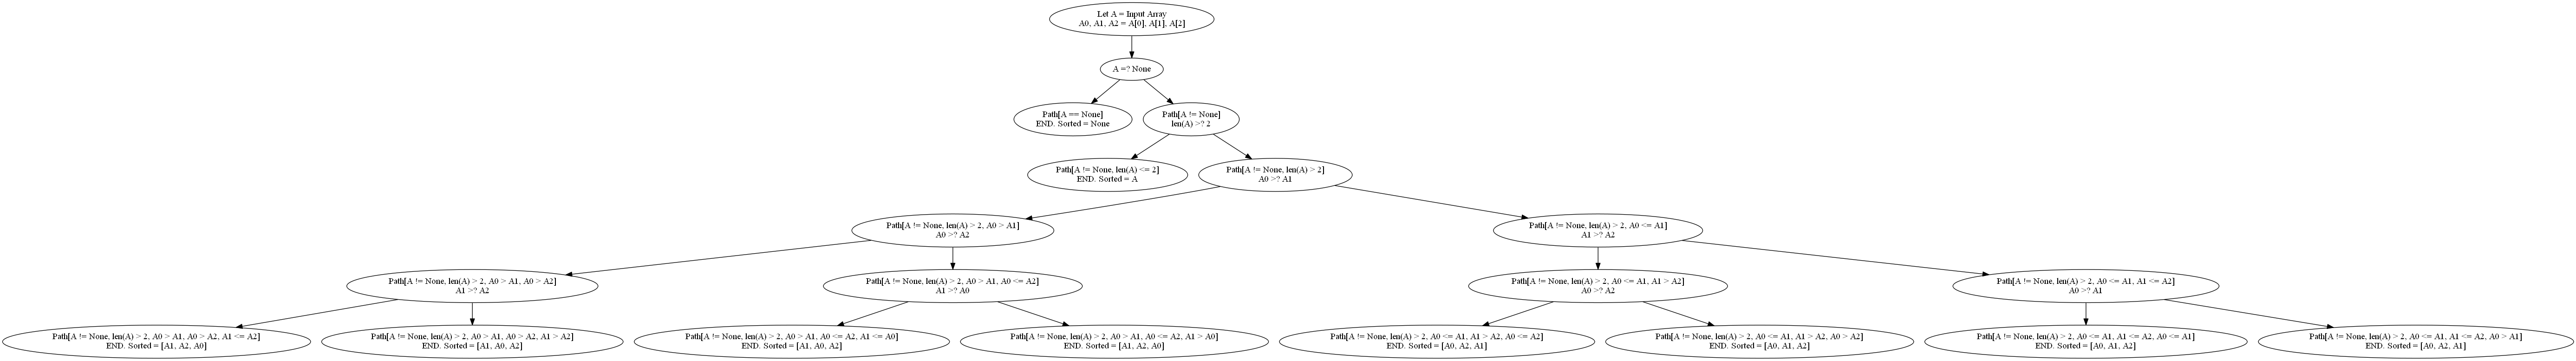 Let A = Input Array
A0, A1, A2 = A[0], A[1], A[2]
A =? None
Path[A == None]
END. Sorted = None
Path[A != None]
len(A) >? 2
Path[A != None, len(A) <= 2]
END. Sorted = A
Path[A != None, len(A) > 2]
A0 >? A1
Path[A != None, len(A) > 2, A0 > A1]
A0 >? A2
Path[A != None, len(A) > 2, A0 <= A1]
A1 >? A2
Path[A != None, len(A) > 2, A0 > A1, A0 > A2]
A1 >? A2
Path[A != None, len(A) > 2, A0 > A1, A0 <= A2]
A1 >? A0
Path[A != None, len(A) > 2, A0 <= A1, A1 > A2]
A0 >? A2
Path[A != None, len(A) > 2, A0 <= A1, A1 <= A2]
A0 >? A1
Path[A != None, len(A) > 2, A0 > A1, A0 > A2, A1 <= A2]
END. Sorted = [A1, A2, A0]
Path[A != None, len(A) > 2, A0 > A1, A0 > A2, A1 > A2]
END. Sorted = [A1, A0, A2]
Path[A != None, len(A) > 2, A0 > A1, A0 <= A2, A1 <= A0]
END. Sorted = [A1, A0, A2]
Path[A != None, len(A) > 2, A0 > A1, A0 <= A2, A1 > A0]
END. Sorted = [A1, A2, A0]
Path[A != None, len(A) > 2, A0 <= A1, A1 > A2, A0 <= A2]
END. Sorted = [A0, A2, A1]
Path[A != None, len(A) > 2, A0 <= A1, A1 > A2, A0 > A2]
END. Sorted = [A0, A1, A2]
Path[A != None, len(A) > 2, A0 <= A1, A1 <= A2, A0 <= A1]
END. Sorted = [A0, A1, A2]
Path[A != None, len(A) > 2, A0 <= A1, A1 <= A2, A0 > A1]
END. Sorted = [A0, A2, A1]